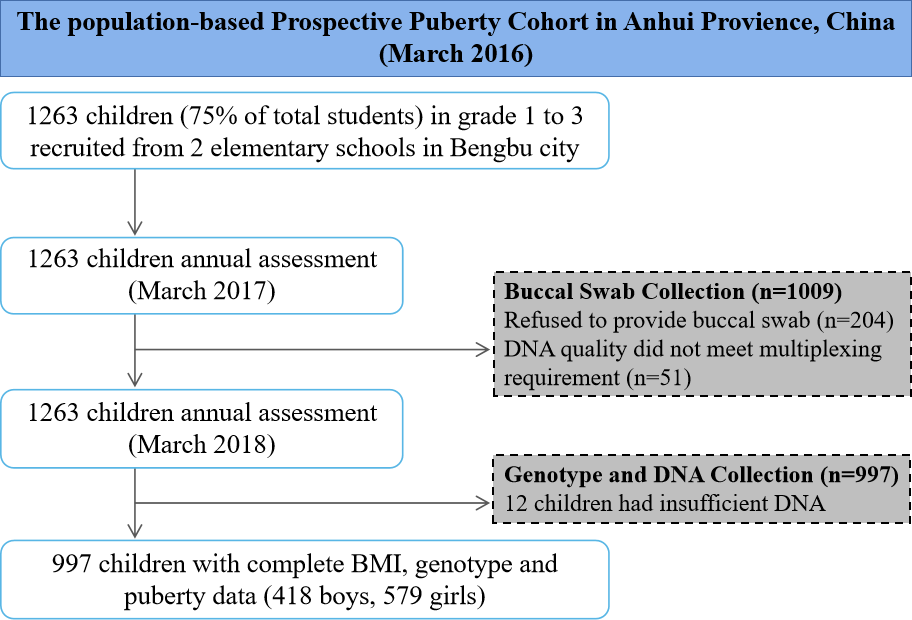 The population-based Prospective Puberty Cohort in Anhui Provience, China
(March 2016)
1263 children (75% of total students) in grade 1 to 3
recruited from 2 elementary schools in Bengbu city
1263 children annual assessment
(March 2017)
Buccal Swab Collection (n=1009)
Refused to provide buccal swab (n=204)
DNA quality did not meet multiplexing
requirement (n=51)
1263 children annual assessment
(March 2018)
Genotype and DNA Collection (n=997)
12 children had insufficient DNA
997 children with complete BMI, genotype and
puberty data (418 boys, 579 girls)